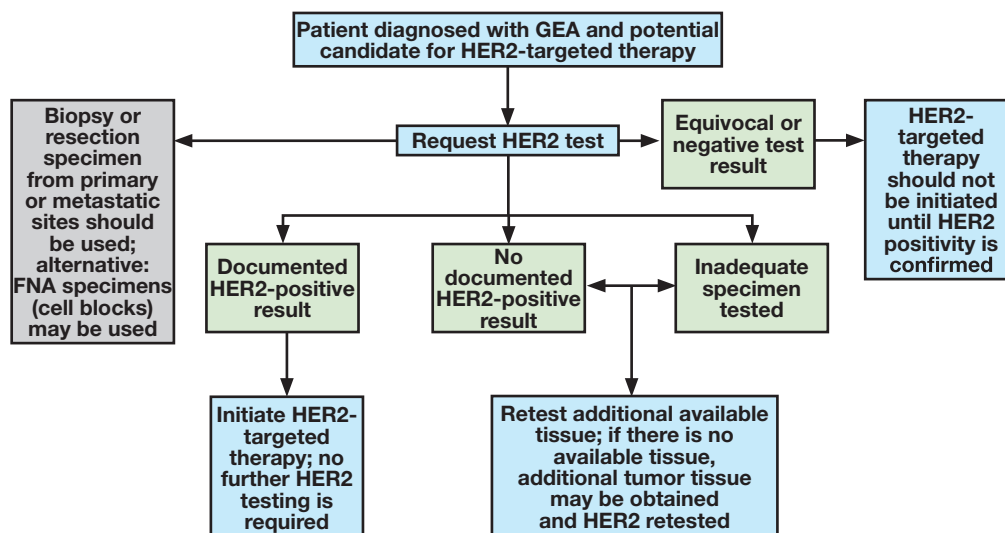 Patient diagnosed with GEA and potential
candidate for HER2-targeted therapy
Biopsy or
resection
specimen
from primary
or metastatic
sites should
be used;
alternative:
FNA specimens
(cell blocks)
may be used
Request HER2 test
Equivocal or
negative test
result
HER2-
targeted
therapy
should not
be initiated
until HER2
positivity is
confirmed
Documented
HER2-positive
result
No
documented
HER2-positive
result
Inadequate
specimen
tested
Initiate HER2-
targeted
therapy; no
further HER2
testing is
required
Retest additional available
tissue; if there is no
available tissue,
additional tumor tissue
may be obtained
and HER2 retested